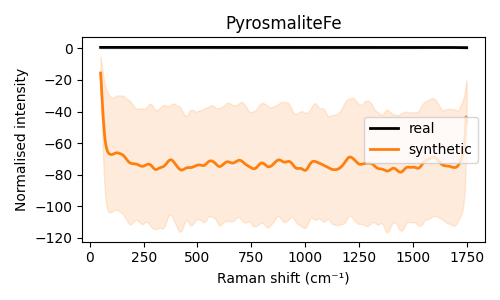 PyrosmaliteFe
Normalised intensity
0
−20
−40
−60
−80
−100
−120
real
synthetic
0 250 500 750 1000 1250 1500 1750
Raman shift (cm⁻¹)